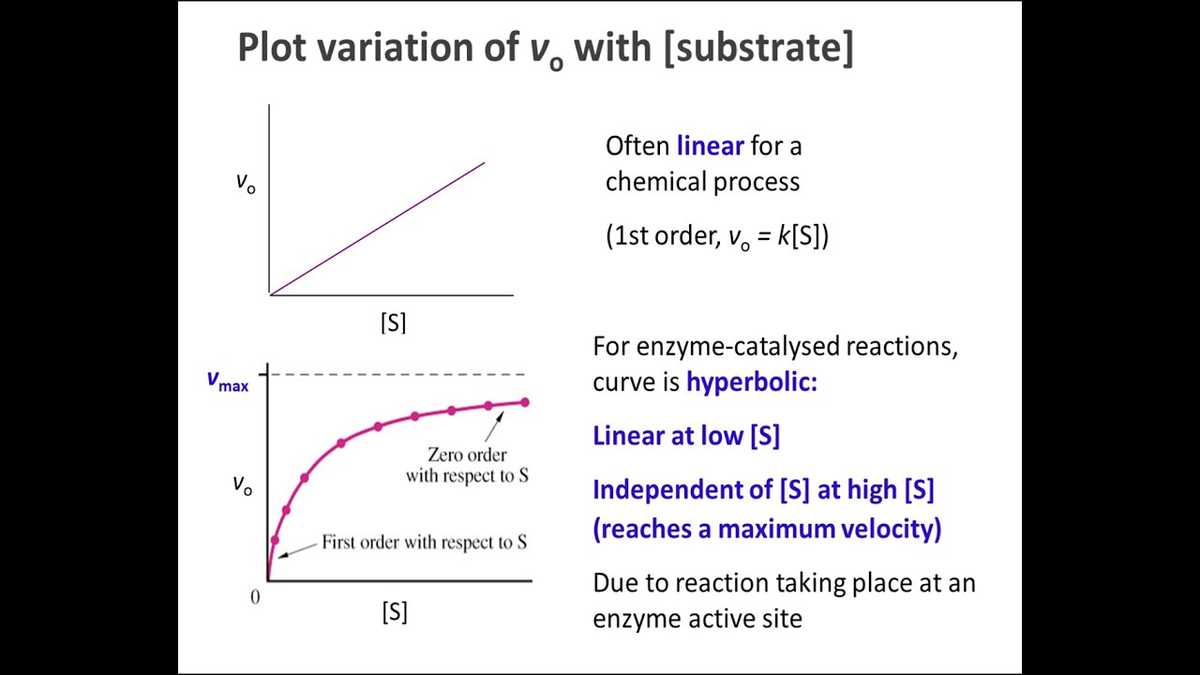 Plot variation of vₒ with [substrate]
vₒ
[S]
Often linear for a
chemical process
(1st order, vₒ = k[S])
vmax
vₒ
Zero order
with respect to S
First order with respect to S
0
[S]
For enzyme-catalysed reactions,
curve is hyperbolic:
Linear at low [S]
Independent of [S] at high [S]
(reaches a maximum velocity)
Due to reaction taking place at an
enzyme active site